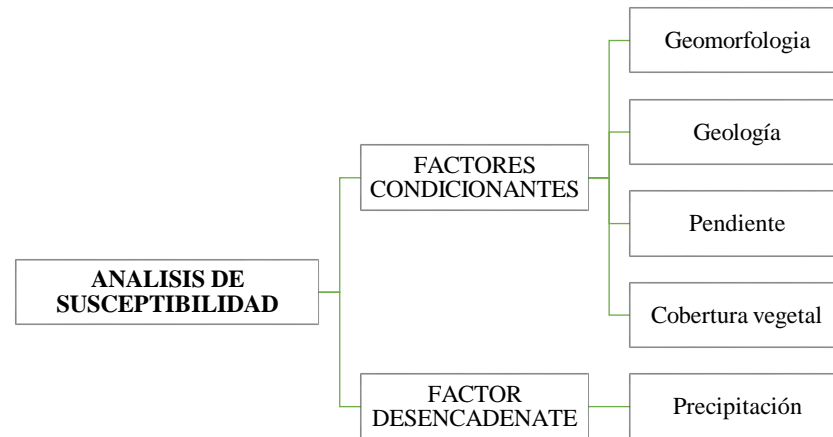 Geomorfologia
Geología
FACTORES
CONDICIONANTES
Pendiente
ANALISIS DE
SUSCEPTIBILIDAD
Cobertura vegetal
FACTOR
DESENCADENATE
Precipitación